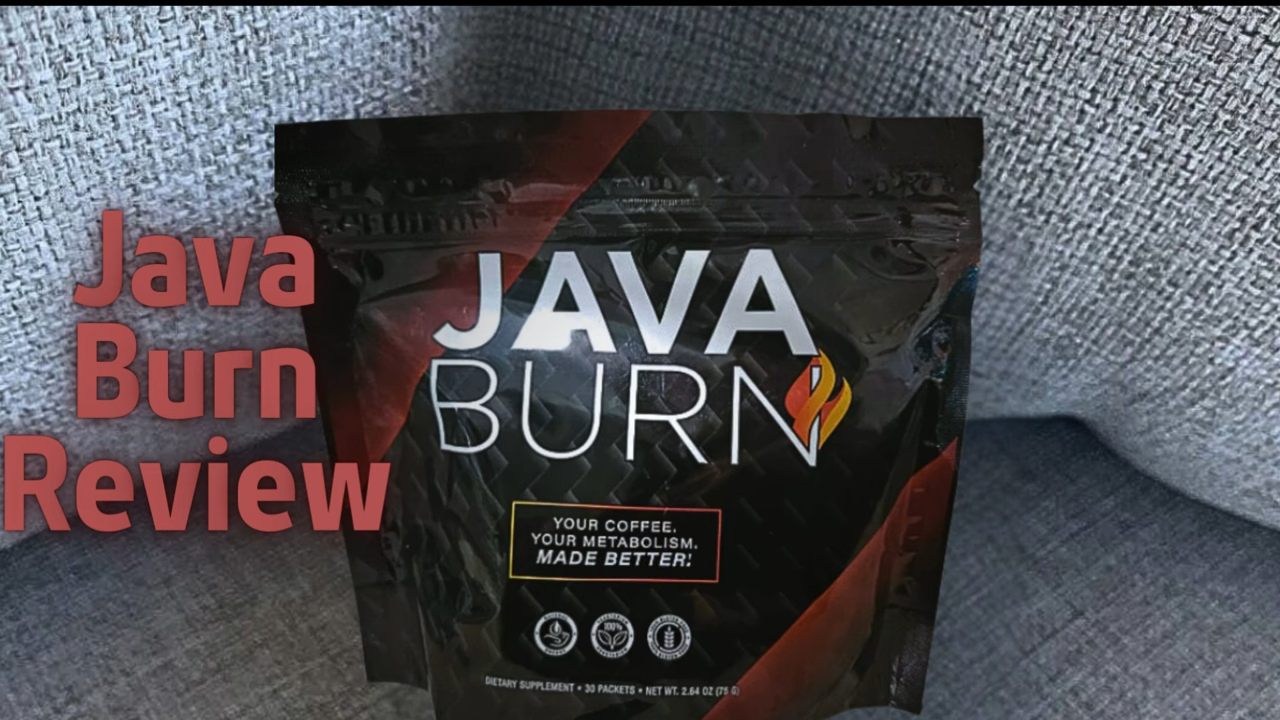 Java
Burn
Review
JAVA
BURN
YOUR COFFEE.
YOUR METABOLISM.
MADE BETTER!
100%
DIETARY SUPPLEMENT • 30 PACKETS • NET WT. 2.64 OZ (75 G)